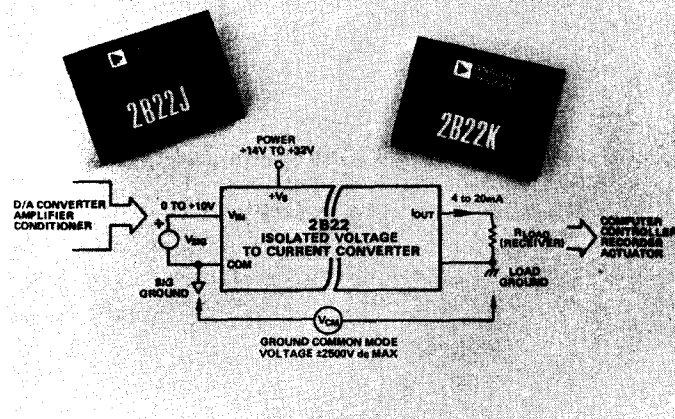 2B22J
2B22K
POWER
+14V TO +32V
D/A CONVERTER
AMPLIFIER
CONDITIONER
0 TO +10V
+
VSIG
VIN
+VS
COM
2B22
ISOLATED VOLTAGE
TO CURRENT CONVERTER
IOUT
4 to 20mA
RLOAD
(RECEIVER)
COMPUTER
CONTROLLER
RECORDER
ACTUATOR
SIG
GROUND
LOAD
GROUND
VCM
GROUND COMMON MODE
VOLTAGE ±2500V dc MAX